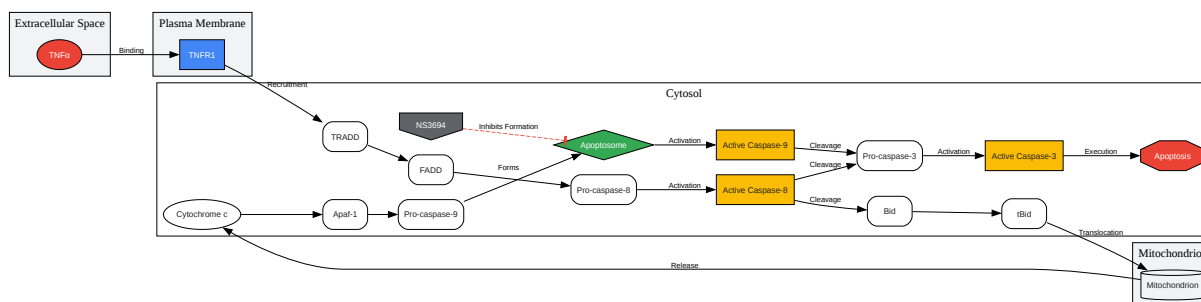 Extracellular Space
Plasma Membrane
TNFα
Binding
TNFR1
Recruitment
Cytosol
NS3694
Inhibits Formation
TRADD
Apoptosome
Activation
Active Caspase-9
Cleavage
Pro-caspase-3
Activation
Active Caspase-3
Execution
Apoptosis
FADD
Forms
Pro-caspase-8
Activation
Active Caspase-8
Cleavage
Cleavage
Bid
tBid
Cytochrome c
Apaf-1
Pro-caspase-9
Translocation
Mitochondrio
Release
Mitochondrion